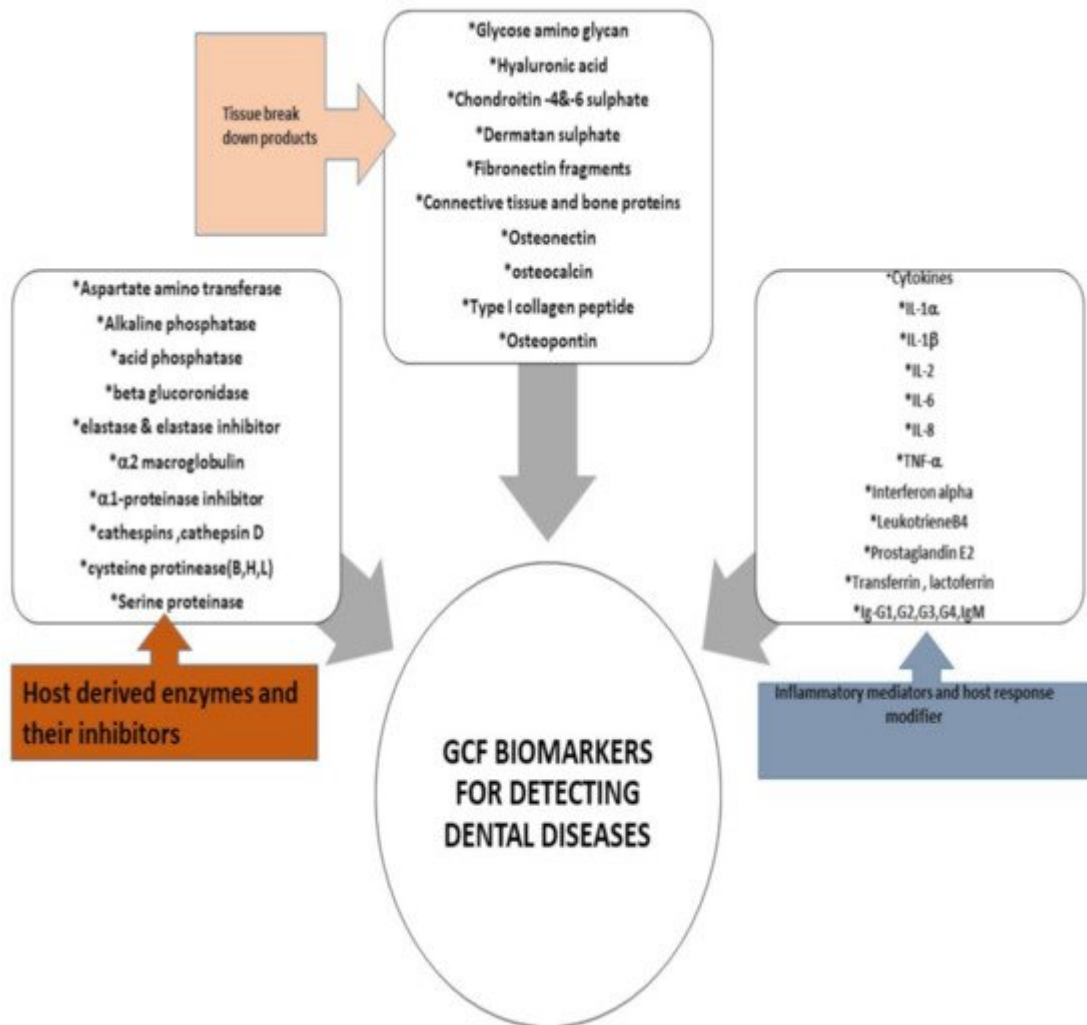 Tissue break
down products
*Glycose amino glycan
*Hyaluronic acid
*Chondroitin -4&-6 sulphate
*Dermatan sulphate
*Fibronectin fragments
*Connective tissue and bone proteins
*Osteonectin
*osteocalcin
*Type I collagen peptide
*Osteopontin
*Aspartate amino transferase
*Alkaline phosphatase
*acid phosphatase
*beta glucoronidase
*elastase & elastase inhibitor
*α2 macroglobulin
*α1-proteinase inhibitor
*cathespins ,cathepsin D
*cysteine protinease(B,H,L)
*Serine proteinase
Host derived enzymes and
their inhibitors
*Cytokines
*IL-1α
*IL-1β
*IL-2
*IL-6
*IL-8
*TNF-α
*Interferon alpha
*LeukotrieneB4
*Prostaglandin E2
*Transferrin , lactoferrin
*Ig-G1,G2,G3,G4,IgM
Inflammatory mediators and host response
modifier
GCF BIOMARKERS
FOR DETECTING
DENTAL DISEASES